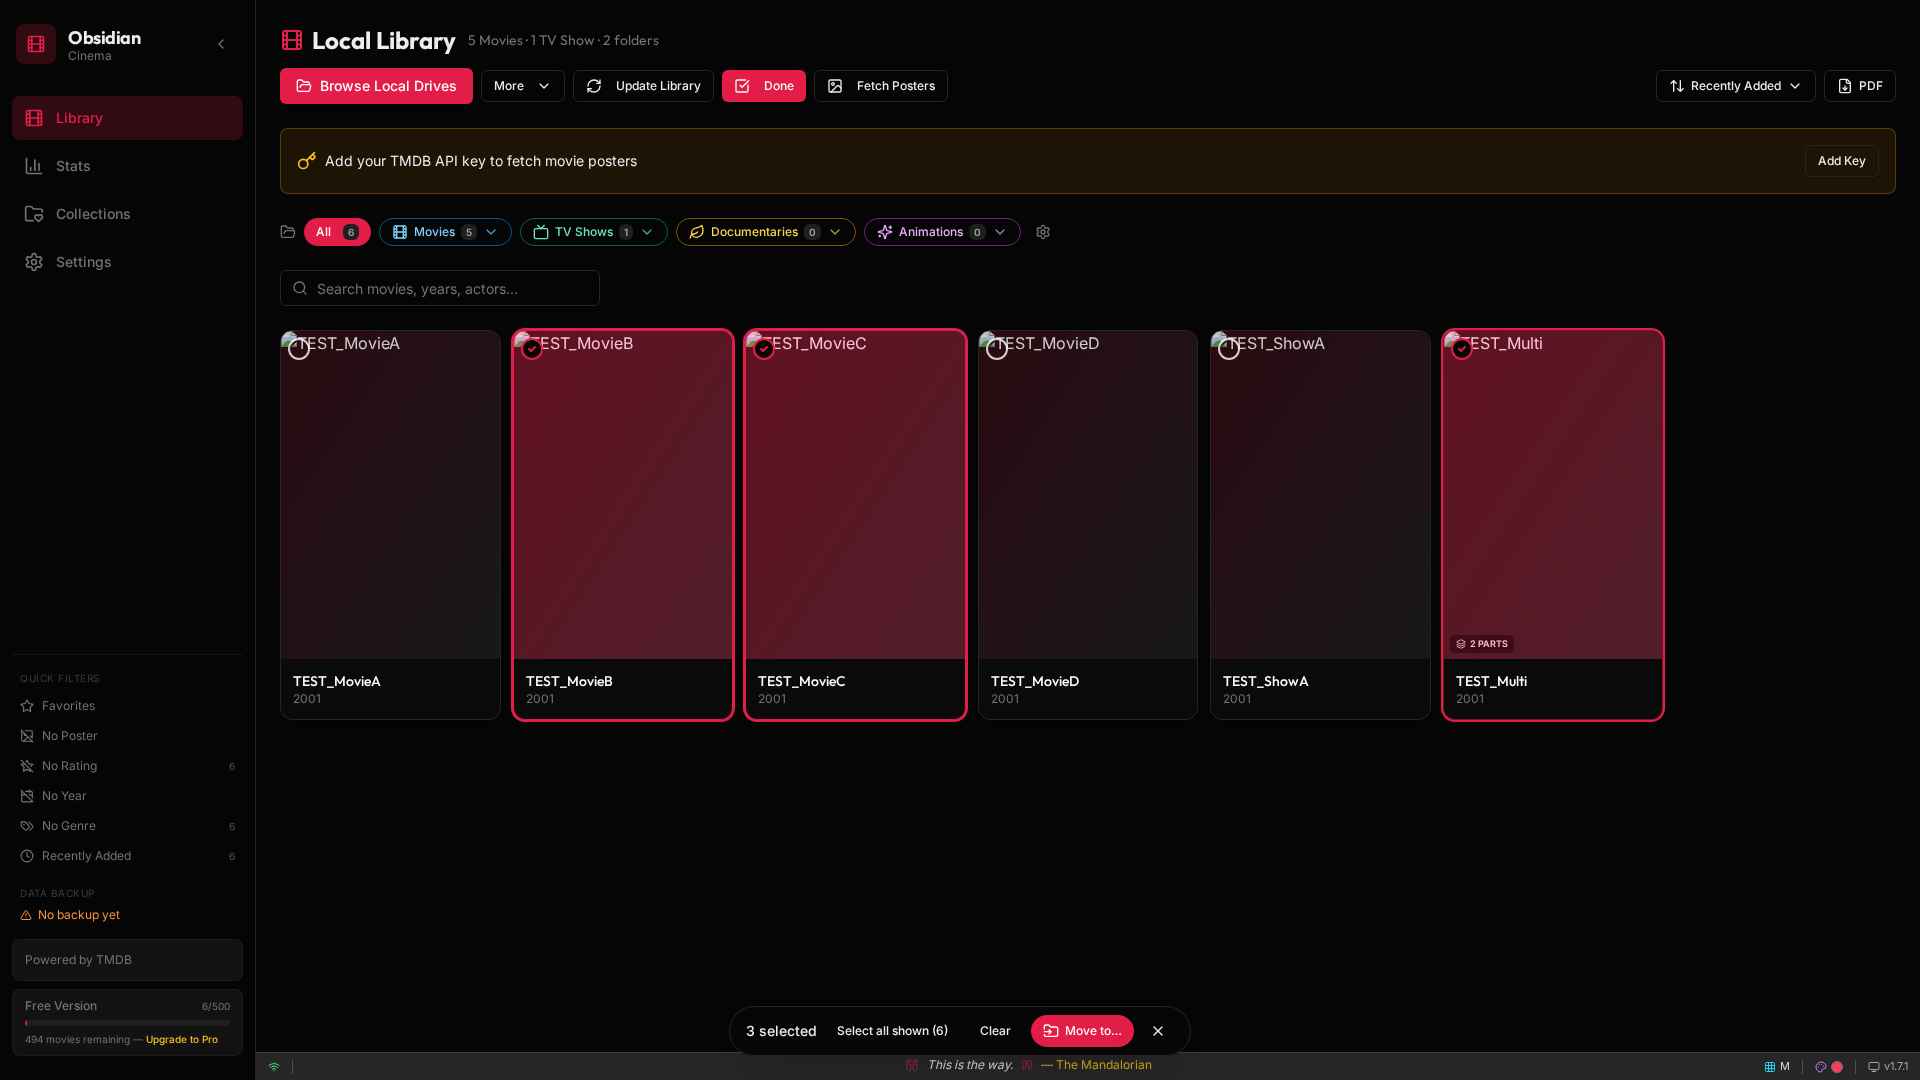 Obsidian
Cinema
Library
Stats
Collections
Settings
QUICK FILTERS
Favorites
No Poster
No Rating 6
No Year
No Genre 6
Recently Added 6
DATA BACKUP
No backup yet
Powered by TMDB
Free Version 6/500
494 movies remaining — Upgrade to Pro
Local Library 5 Movies · 1 TV Show · 2 folders
Browse Local Drives More Update Library Done Fetch Posters Recently Added PDF
Add your TMDB API key to fetch movie posters Add Key
All 6 Movies 5 TV Shows 1 Documentaries 0 Animations 0
Search movies, years, actors...
TEST_MovieA TEST_MovieB TEST_MovieC TEST_MovieD TEST_ShowA TEST_Multi
2 PARTS
TEST_MovieA TEST_MovieB TEST_MovieC TEST_MovieD TEST_ShowA TEST_Multi
2001 2001 2001 2001 2001 2001
3 selected Select all shown (6) Clear Move to...
This is the way. — The Mandalorian
M v1.7.1